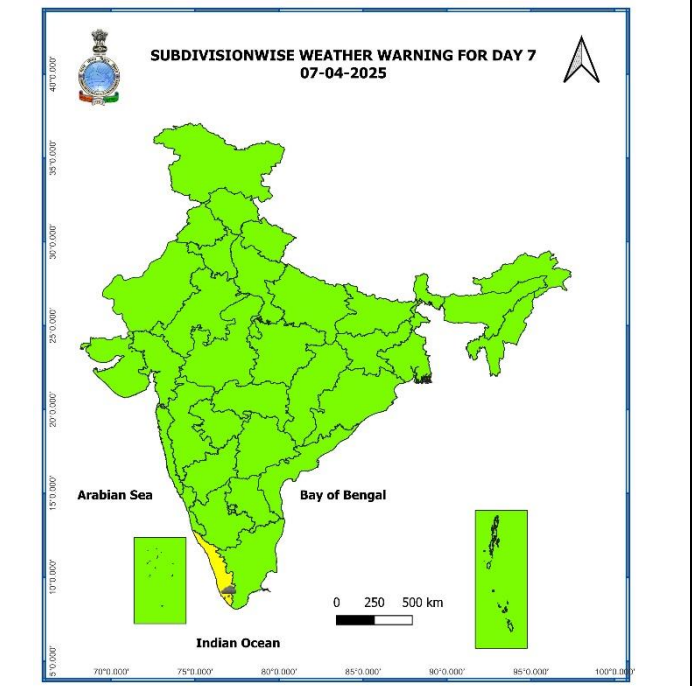 SUBDIVISIONWISE WEATHER WARNING FOR DAY 7
07-04-2025
40°0.000'
35°0.000'
30°0.000'
25°0.000'
20°0.000'
15°0.000'
10°0.000'
5°0.000'
Arabian Sea
Bay of Bengal
0 250 500 km
Indian Ocean
70°0.000' 75°0.000' 80°0.000' 85°0.000' 90°0.000' 95°0.000' 100°0.000'